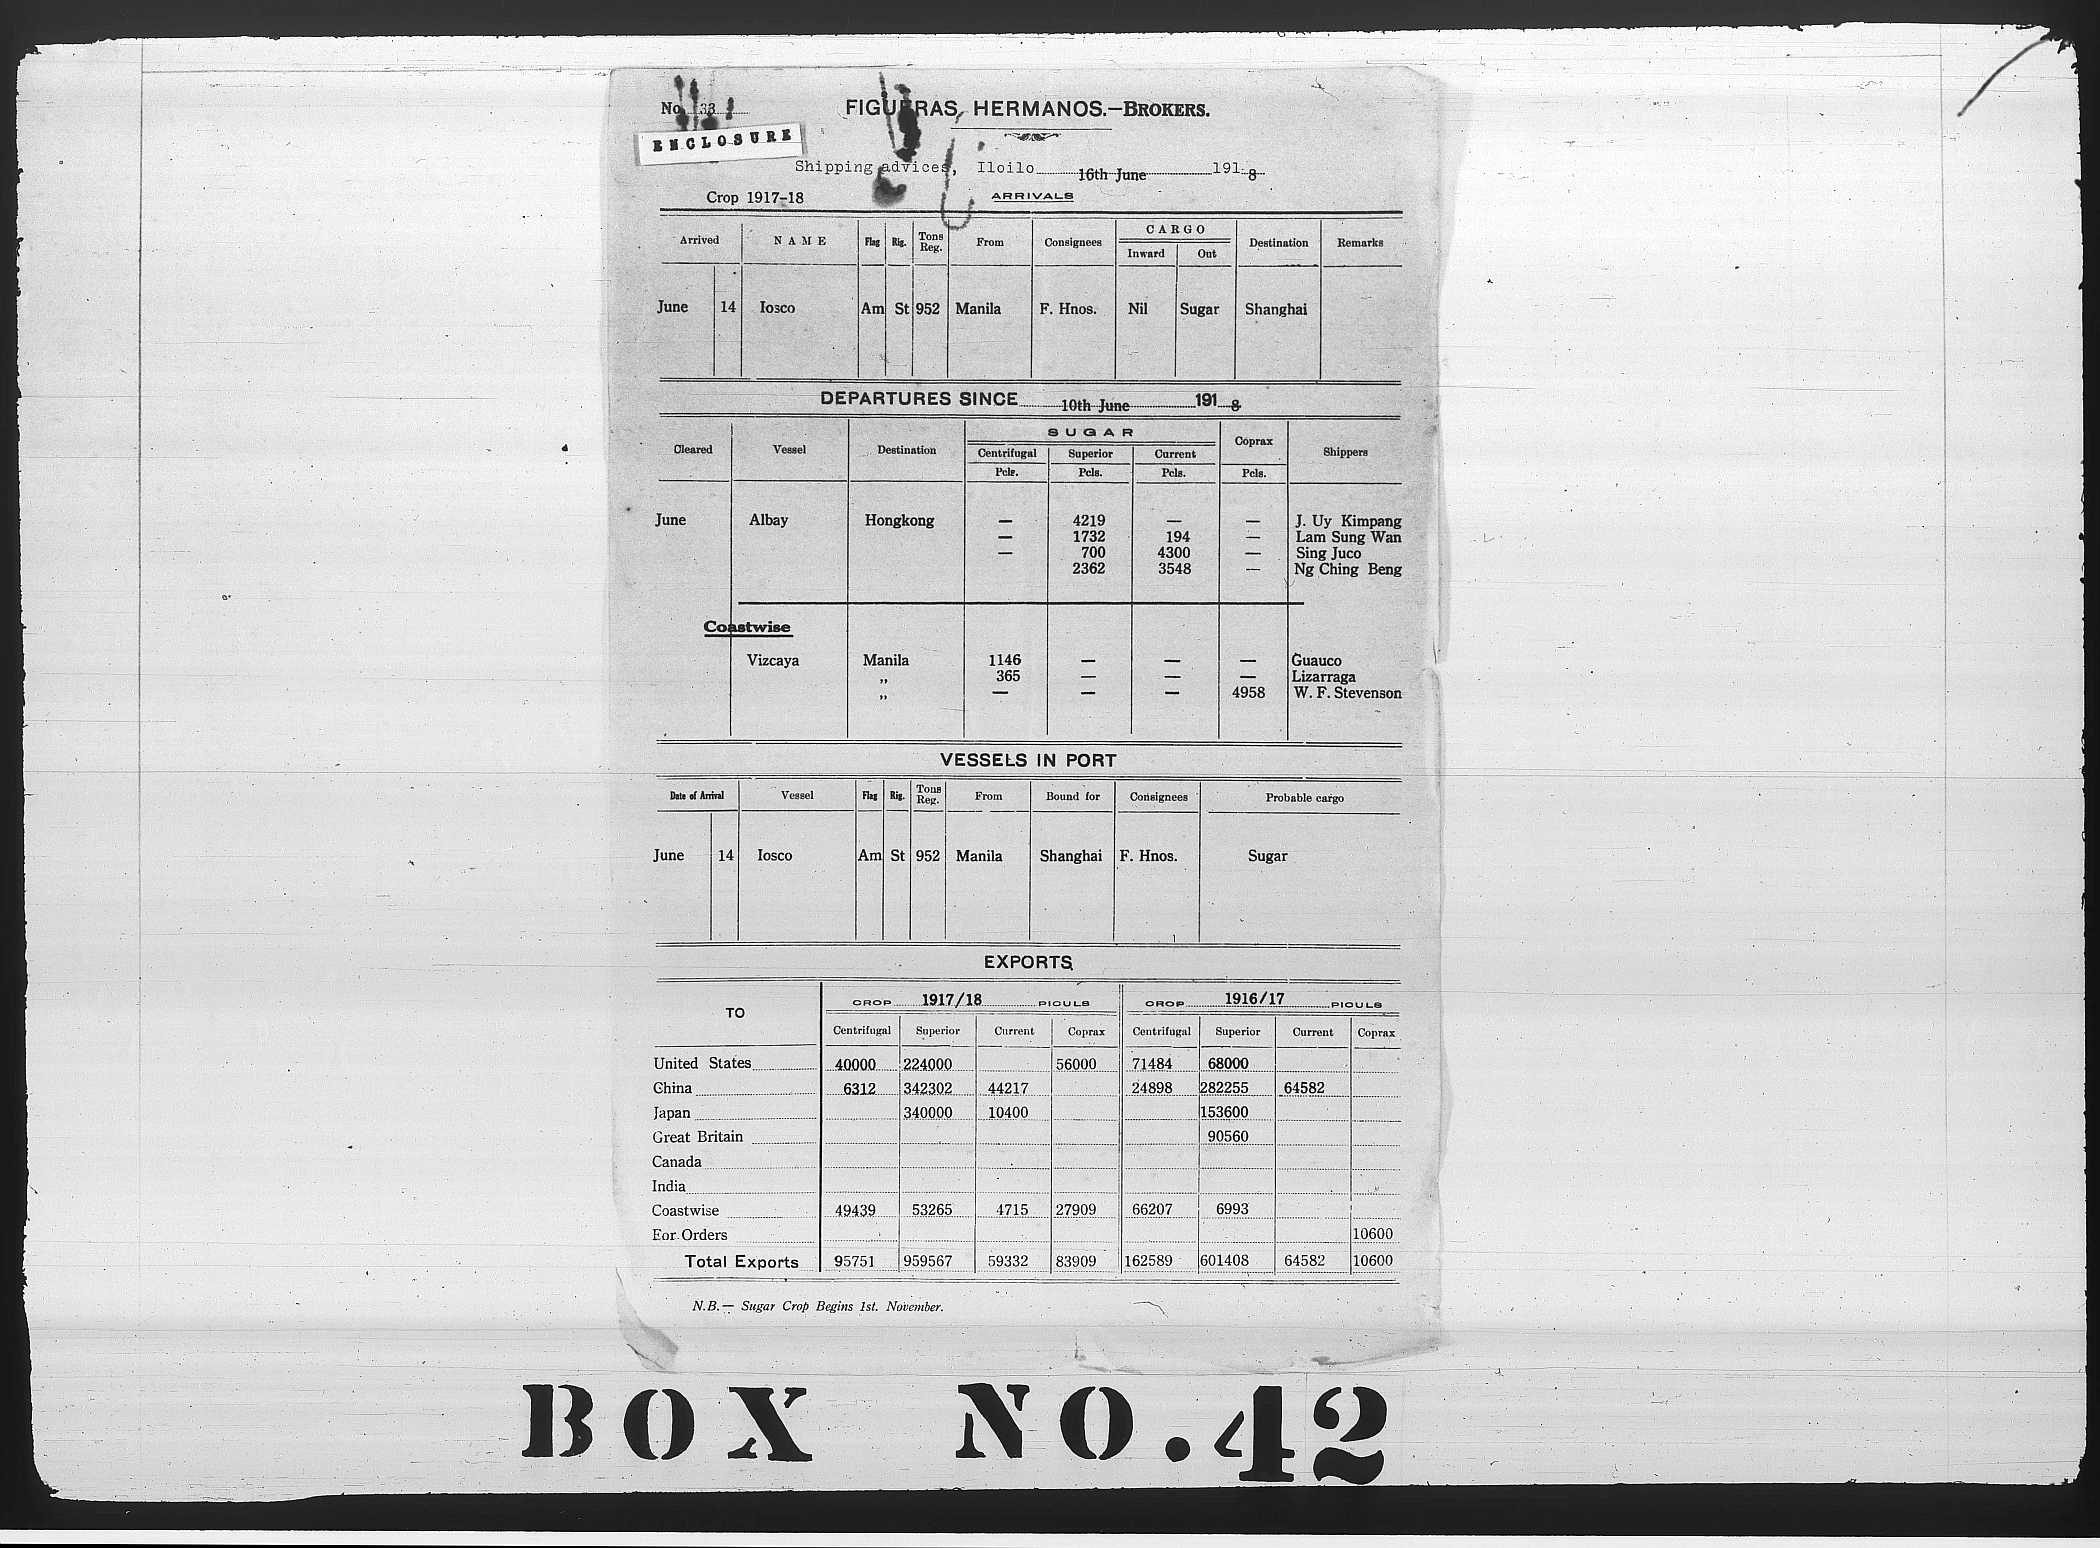 No. 33
FIGUERAS, HERMANOS.—BROKERS.
ENCLOSURE
Shipping advices, Iloilo 16th June 191 8
Crop 1917-18
ARRIVALS
Arrived NAME Flag Rig. Tons Reg. From Consignees CARGO Destination Remarks
Inward Out
June 14 Iosco Am St 952 Manila F. Hnos. Nil Sugar Shanghai
DEPARTURES SINCE 10th June 191 8
Cleared Vessel Destination SUGAR Coprax Shippers
Centrifugal Superior Current
Pcls. Pcls. Pcls. Pcls.
June Albay Hongkong — 4219 — — J. Uy Kimpang
— 1732 194 — Lam Sung Wan
— 700 4300 — Sing Juco
2362 3548 — Ng Ching Beng
Coastwise
Vizcaya Manila 1146 — — — Guauco
„ 365 — — — Lizarraga
„ — — — 4958 W. F. Stevenson
VESSELS IN PORT
Date of Arrival Vessel Flag Rig. Tons Reg. From Bound for Consignees Probable cargo
June 14 Iosco Am St 952 Manila Shanghai F. Hnos. Sugar
EXPORTS
TO CROP 1917/18 PICULS CROP 1916/17 PICULS
Centrifugal Superior Current Coprax Centrifugal Superior Current Coprax
United States 40000 224000 56000 71484 68000
China 6312 342302 44217 24898 282255 64582
Japan 340000 10400 153600
Great Britain 90560
Canada
India
Coastwise 49439 53265 4715 27909 66207 6993
For Orders 10600
Total Exports 95751 959567 59332 83909 162589 601408 64582 10600
N.B.— Sugar Crop Begins 1st. November.
BOX NO. 42